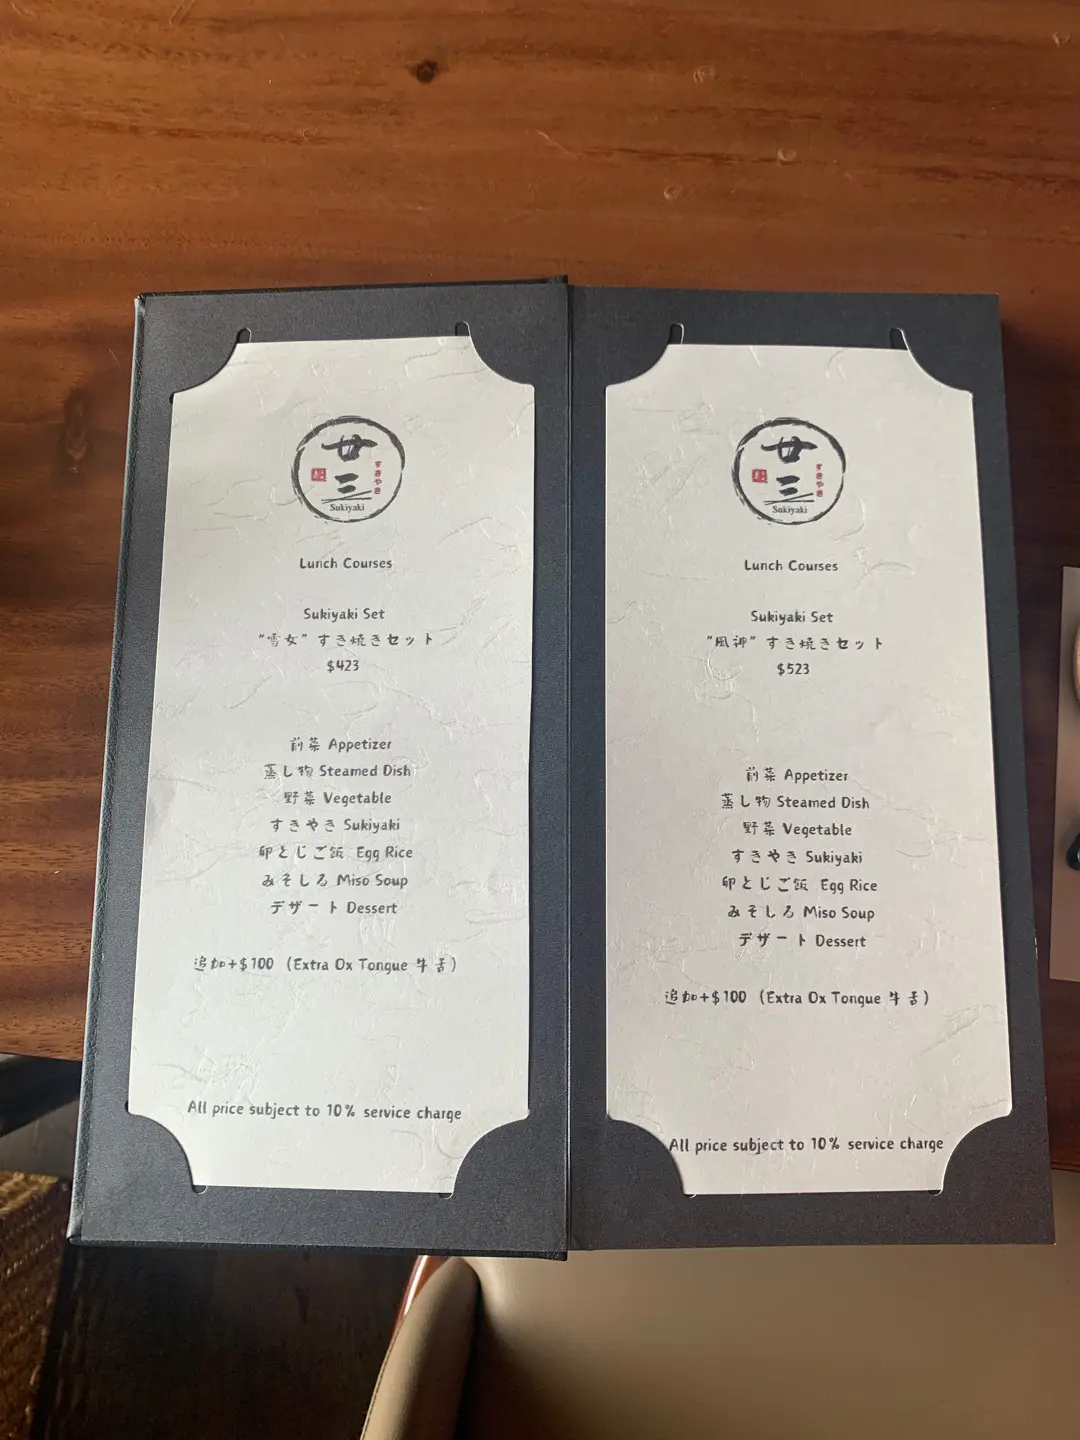 廿
三
すきやき
Sukiyaki
Lunch Courses
Sukiyaki Set
"雪女" すき焼きセット
$423
前菜 Appetizer
蒸し物 Steamed Dish
野菜 Vegetable
すきやき Sukiyaki
卵とじご飯 Egg Rice
みそしる Miso Soup
デザート Dessert
追加+$100 (Extra Ox Tongue 牛舌)
All price subject to 10% service charge
廿
三
すきやき
Sukiyaki
Lunch Courses
Sukiyaki Set
"風神" すき焼きセット
$523
前菜 Appetizer
蒸し物 Steamed Dish
野菜 Vegetable
すきやき Sukiyaki
卵とじご飯 Egg Rice
みそしる Miso Soup
デザート Dessert
追加+$100 (Extra Ox Tongue 牛舌)
All price subject to 10% service charge